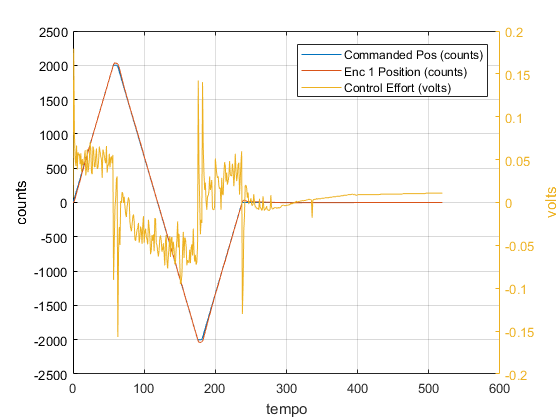 2500
2000
1500
1000
500
0
-500
-1000
-1500
-2000
-2500
counts
0.2
0.15
0.1
0.05
0
-0.05
-0.1
-0.15
-0.2
volts
Commanded Pos (counts)
Enc 1 Position (counts)
Control Effort (volts)
0 100 200 300 400 500 600
tempo